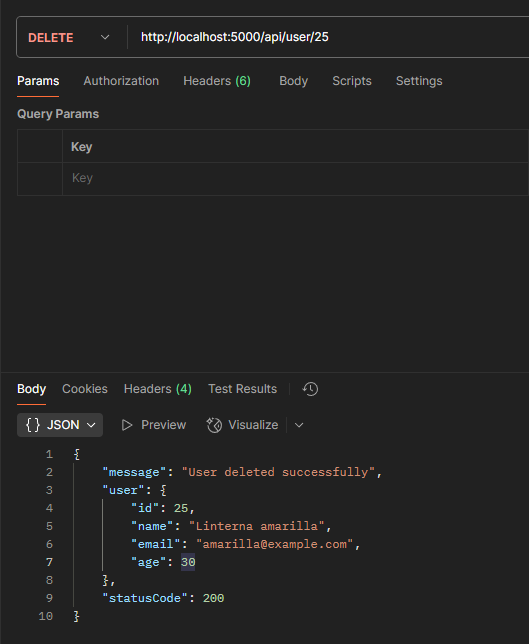 DELETE http://localhost:5000/api/user/25
Params Authorization Headers (6) Body Scripts Settings
Query Params
Key
Key
Body Cookies Headers (4) Test Results
{} JSON Preview Visualize
1 {
2 "message": "User deleted successfully",
3 "user": {
4 "id": 25,
5 "name": "Linterna amarilla",
6 "email": "amarilla@example.com",
7 "age": 30
8 },
9 "statusCode": 200
10 }